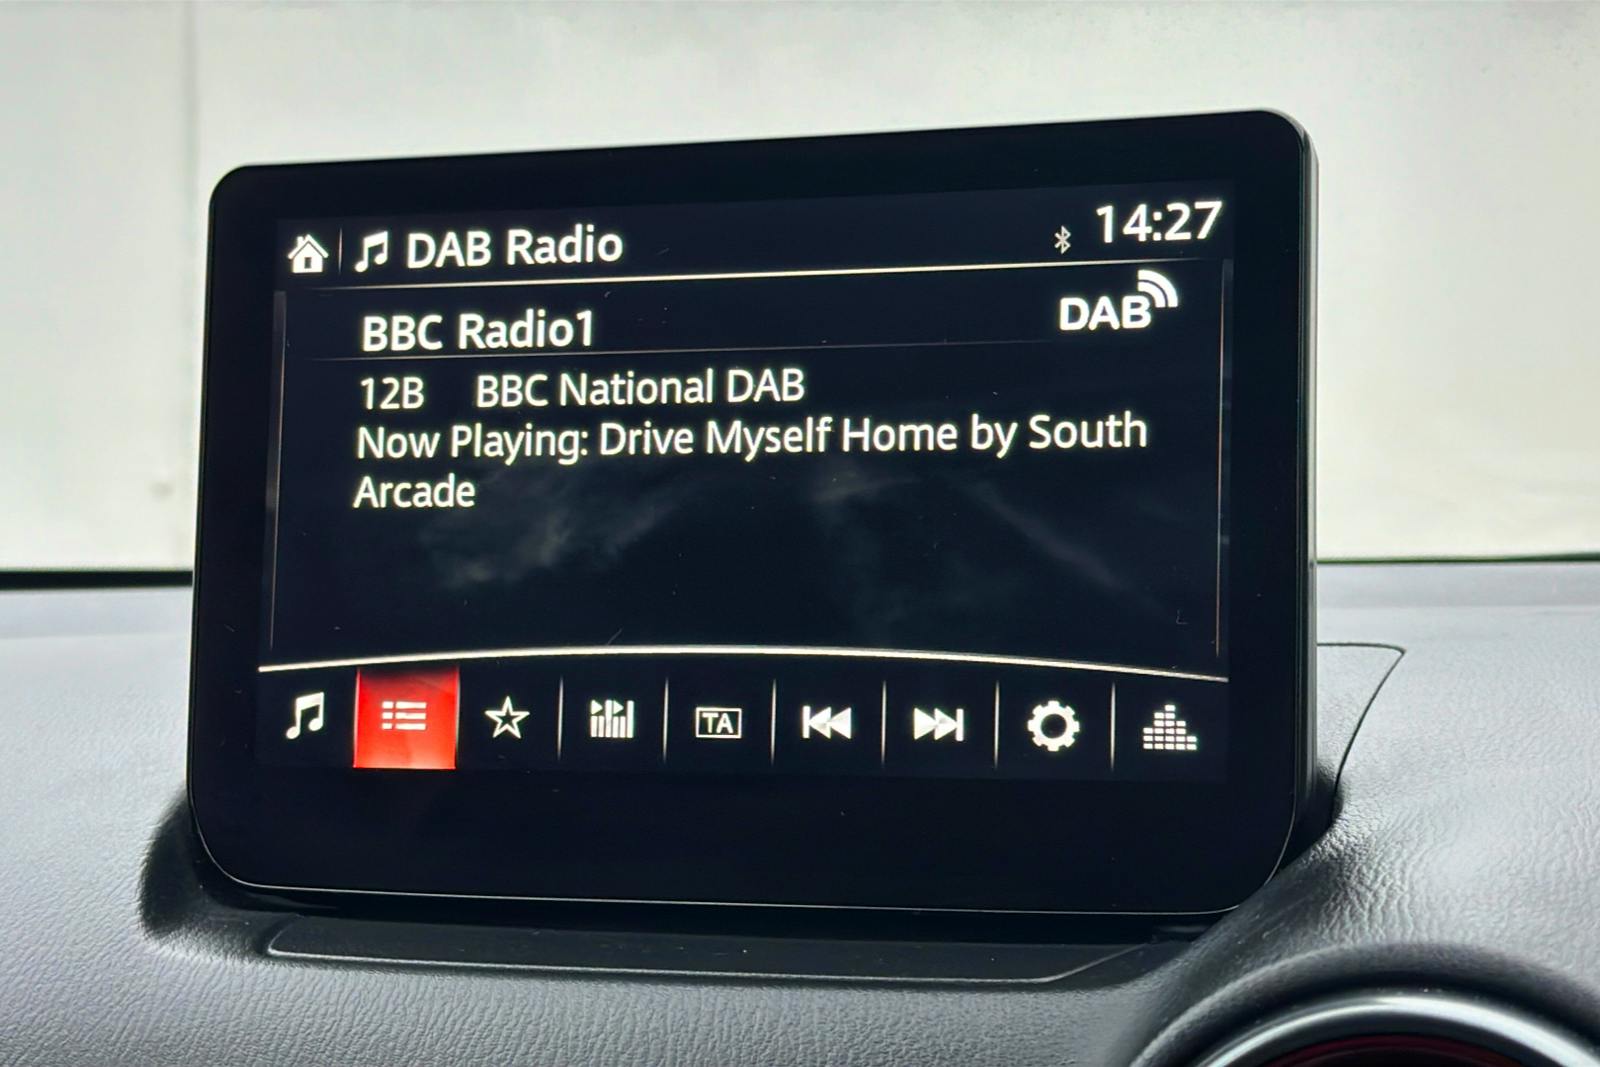 DAB Radio
14:27
BBC Radio1
DAB
12B BBC National DAB
Now Playing: Drive Myself Home by South
Arcade
TA